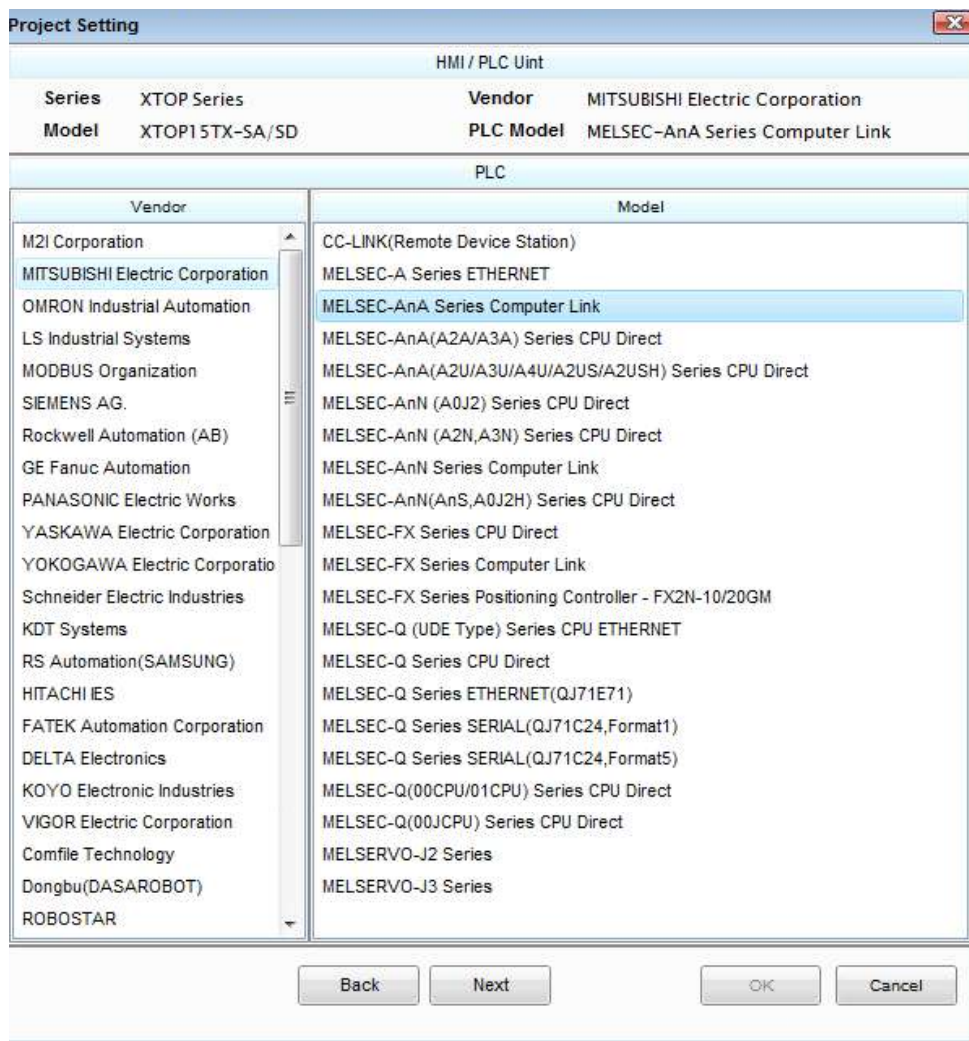 Project Setting
HMI / PLC Uint
Series XTOP Series Vendor MITSUBISHI Electric Corporation
Model XTOP15TX-SA/SD PLC Model MELSEC-AnA Series Computer Link
PLC
Vendor
M2I Corporation
MITSUBISHI Electric Corporation
OMRON Industrial Automation
LS Industrial Systems
MODBUS Organization
SIEMENS AG.
Rockwell Automation (AB)
GE Fanuc Automation
PANASONIC Electric Works
YASKAWA Electric Corporation
YOKOGAWA Electric Corporatio
Schneider Electric Industries
KDT Systems
RS Automation(SAMSUNG)
HITACHI IES
FATEK Automation Corporation
DELTA Electronics
KOYO Electronic Industries
VIGOR Electric Corporation
Comfile Technology
Dongbu(DASAROBOT)
ROBOSTAR
Model
CC-LINK(Remote Device Station)
MELSEC-A Series ETHERNET
MELSEC-AnA Series Computer Link
MELSEC-AnA(A2A/A3A) Series CPU Direct
MELSEC-AnA(A2U/A3U/A4U/A2US/A2USH) Series CPU Direct
MELSEC-AnN (A0J2) Series CPU Direct
MELSEC-AnN (A2N,A3N) Series CPU Direct
MELSEC-AnN Series Computer Link
MELSEC-AnN(AnS,A0J2H) Series CPU Direct
MELSEC-FX Series CPU Direct
MELSEC-FX Series Computer Link
MELSEC-FX Series Positioning Controller - FX2N-10/20GM
MELSEC-Q (UDE Type) Series CPU ETHERNET
MELSEC-Q Series CPU Direct
MELSEC-Q Series ETHERNET(QJ71E71)
MELSEC-Q Series SERIAL(QJ71C24,Format1)
MELSEC-Q Series SERIAL(QJ71C24,Format5)
MELSEC-Q(00CPU/01CPU) Series CPU Direct
MELSEC-Q(00JCPU) Series CPU Direct
MELSERVO-J2 Series
MELSERVO-J3 Series
Back Next OK Cancel